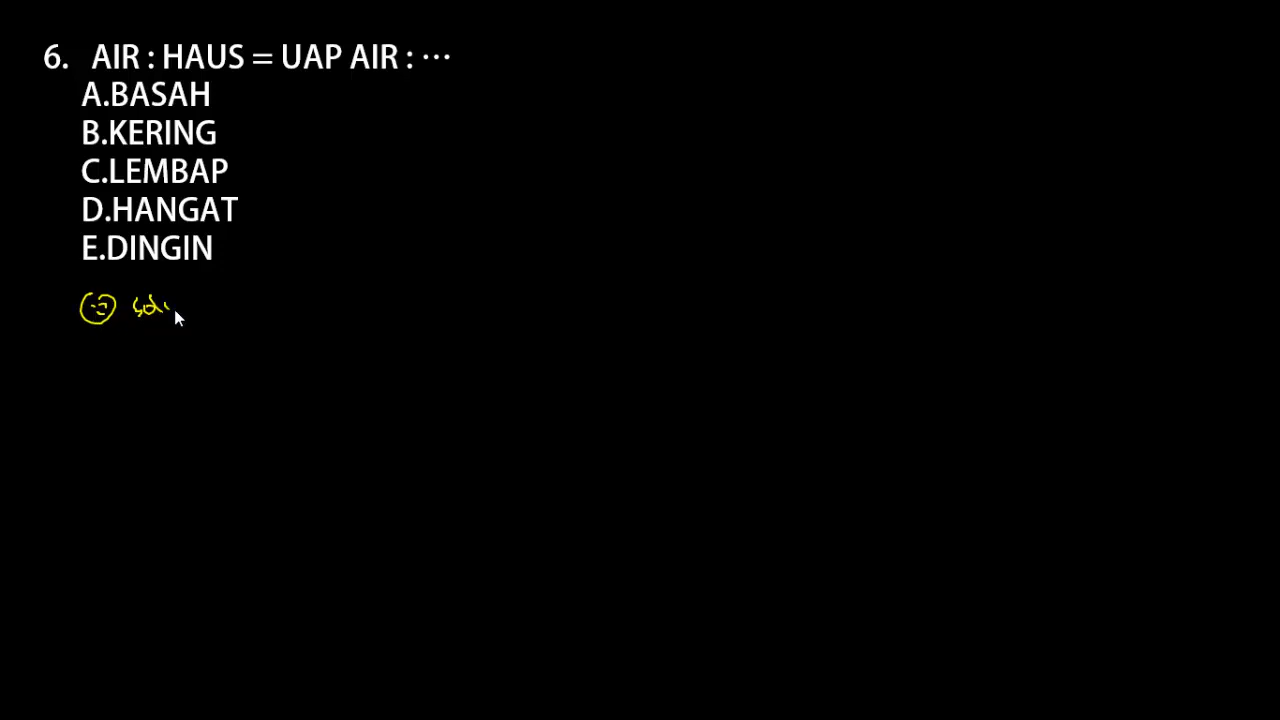 6. AIR : HAUS = UAP AIR : ⋯
A.BASAH
B.KERING
C.LEMBAP
D.HANGAT
E.DINGIN